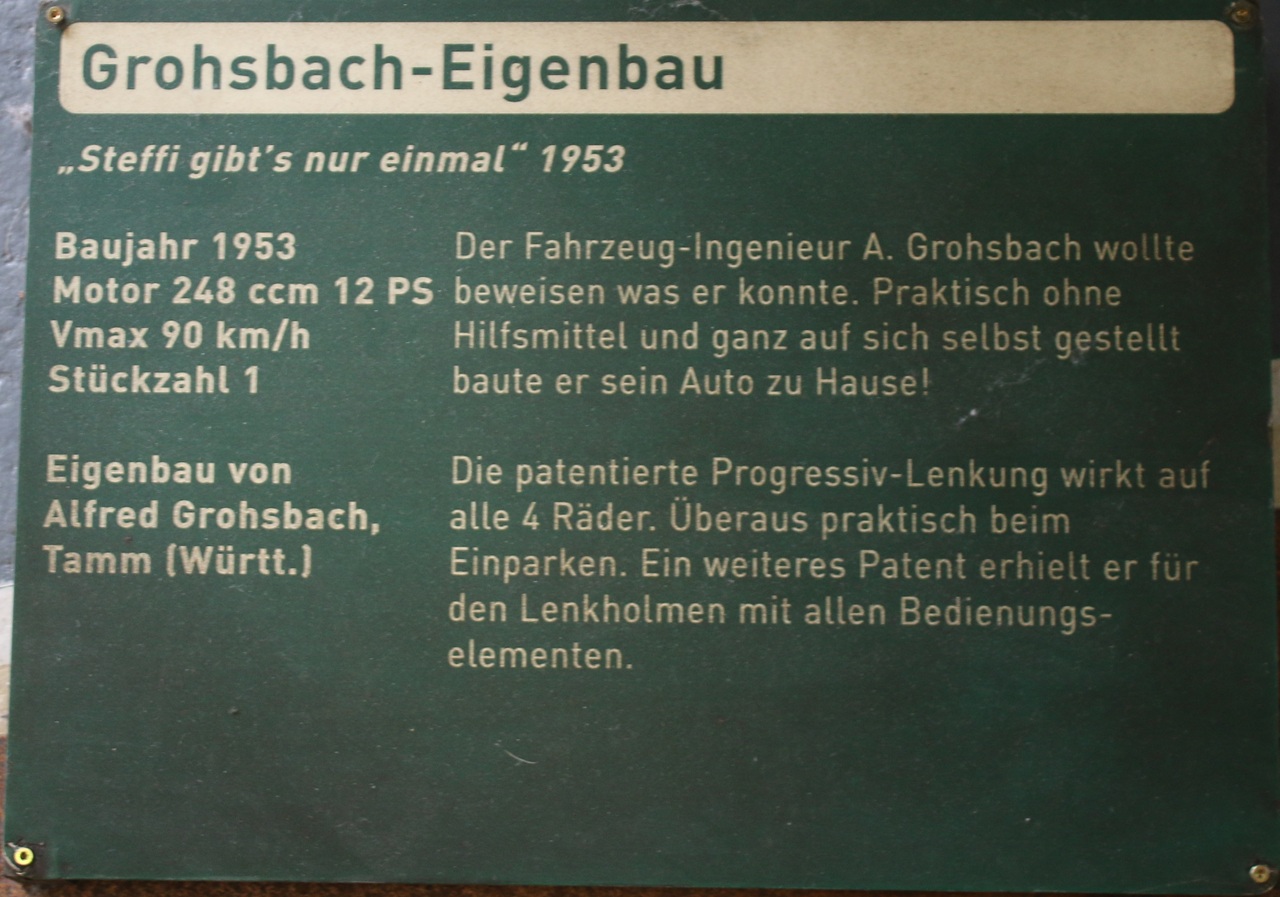 Grohsbach-Eigenbau
„Steffi gibt's nur einmal“ 1953
Baujahr 1953
Motor 248 ccm 12 PS
Vmax 90 km/h
Stückzahl 1
Eigenbau von
Alfred Grohsbach,
Tamm (Württ.)
Der Fahrzeug-Ingenieur A. Grohsbach wollte
beweisen was er konnte. Praktisch ohne
Hilfsmittel und ganz auf sich selbst gestellt
baute er sein Auto zu Hause!
Die patentierte Progressiv-Lenkung wirkt auf
alle 4 Räder. Überaus praktisch beim
Einparken. Ein weiteres Patent erhielt er für
den Lenkholmen mit allen Bedienungs-
elementen.